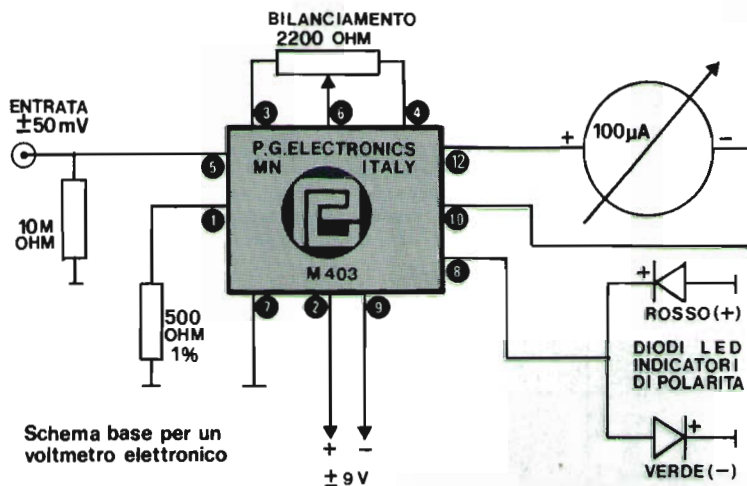 BILANCIAMENTO
2200 OHM
ENTRATA
±50mV
3
6
4
+
100µA
-
5
P.G.ELECTRONICS
MN ITALY
12
1
10
10M
OHM
M 403
8
+
ROSSO(+)
7
2
9
500
OHM
1%
DIODI LED
INDICATORI
DI POLARITA
+
VERDE(-)
Schema base per un
voltmetro elettronico
+ -
±9V